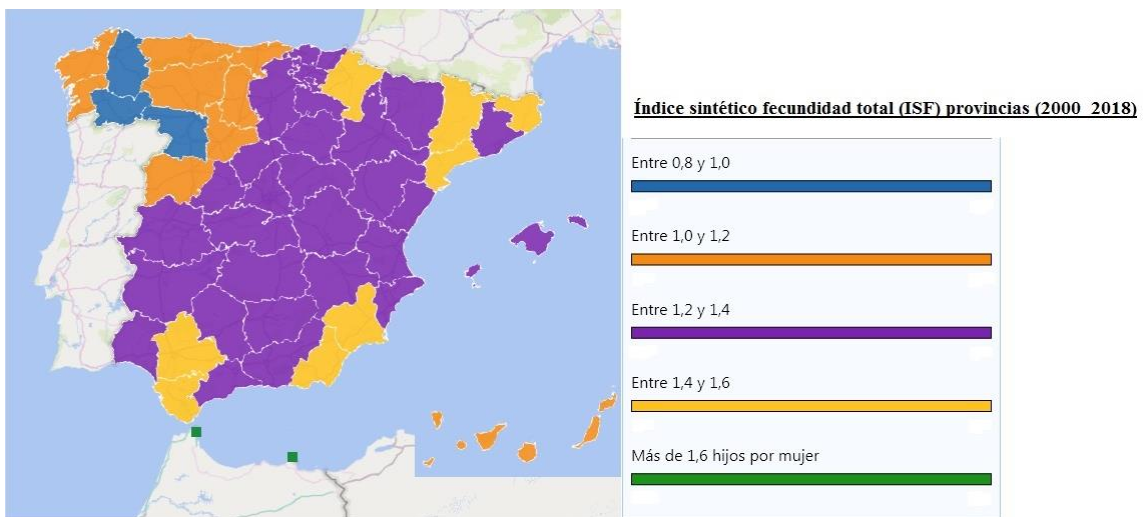 Índice sintético fecundidad total (ISF) provincias (2000_2018)
Entre 0,8 y 1,0
Entre 1,0 y 1,2
Entre 1,2 y 1,4
Entre 1,4 y 1,6
Más de 1,6 hijos por mujer